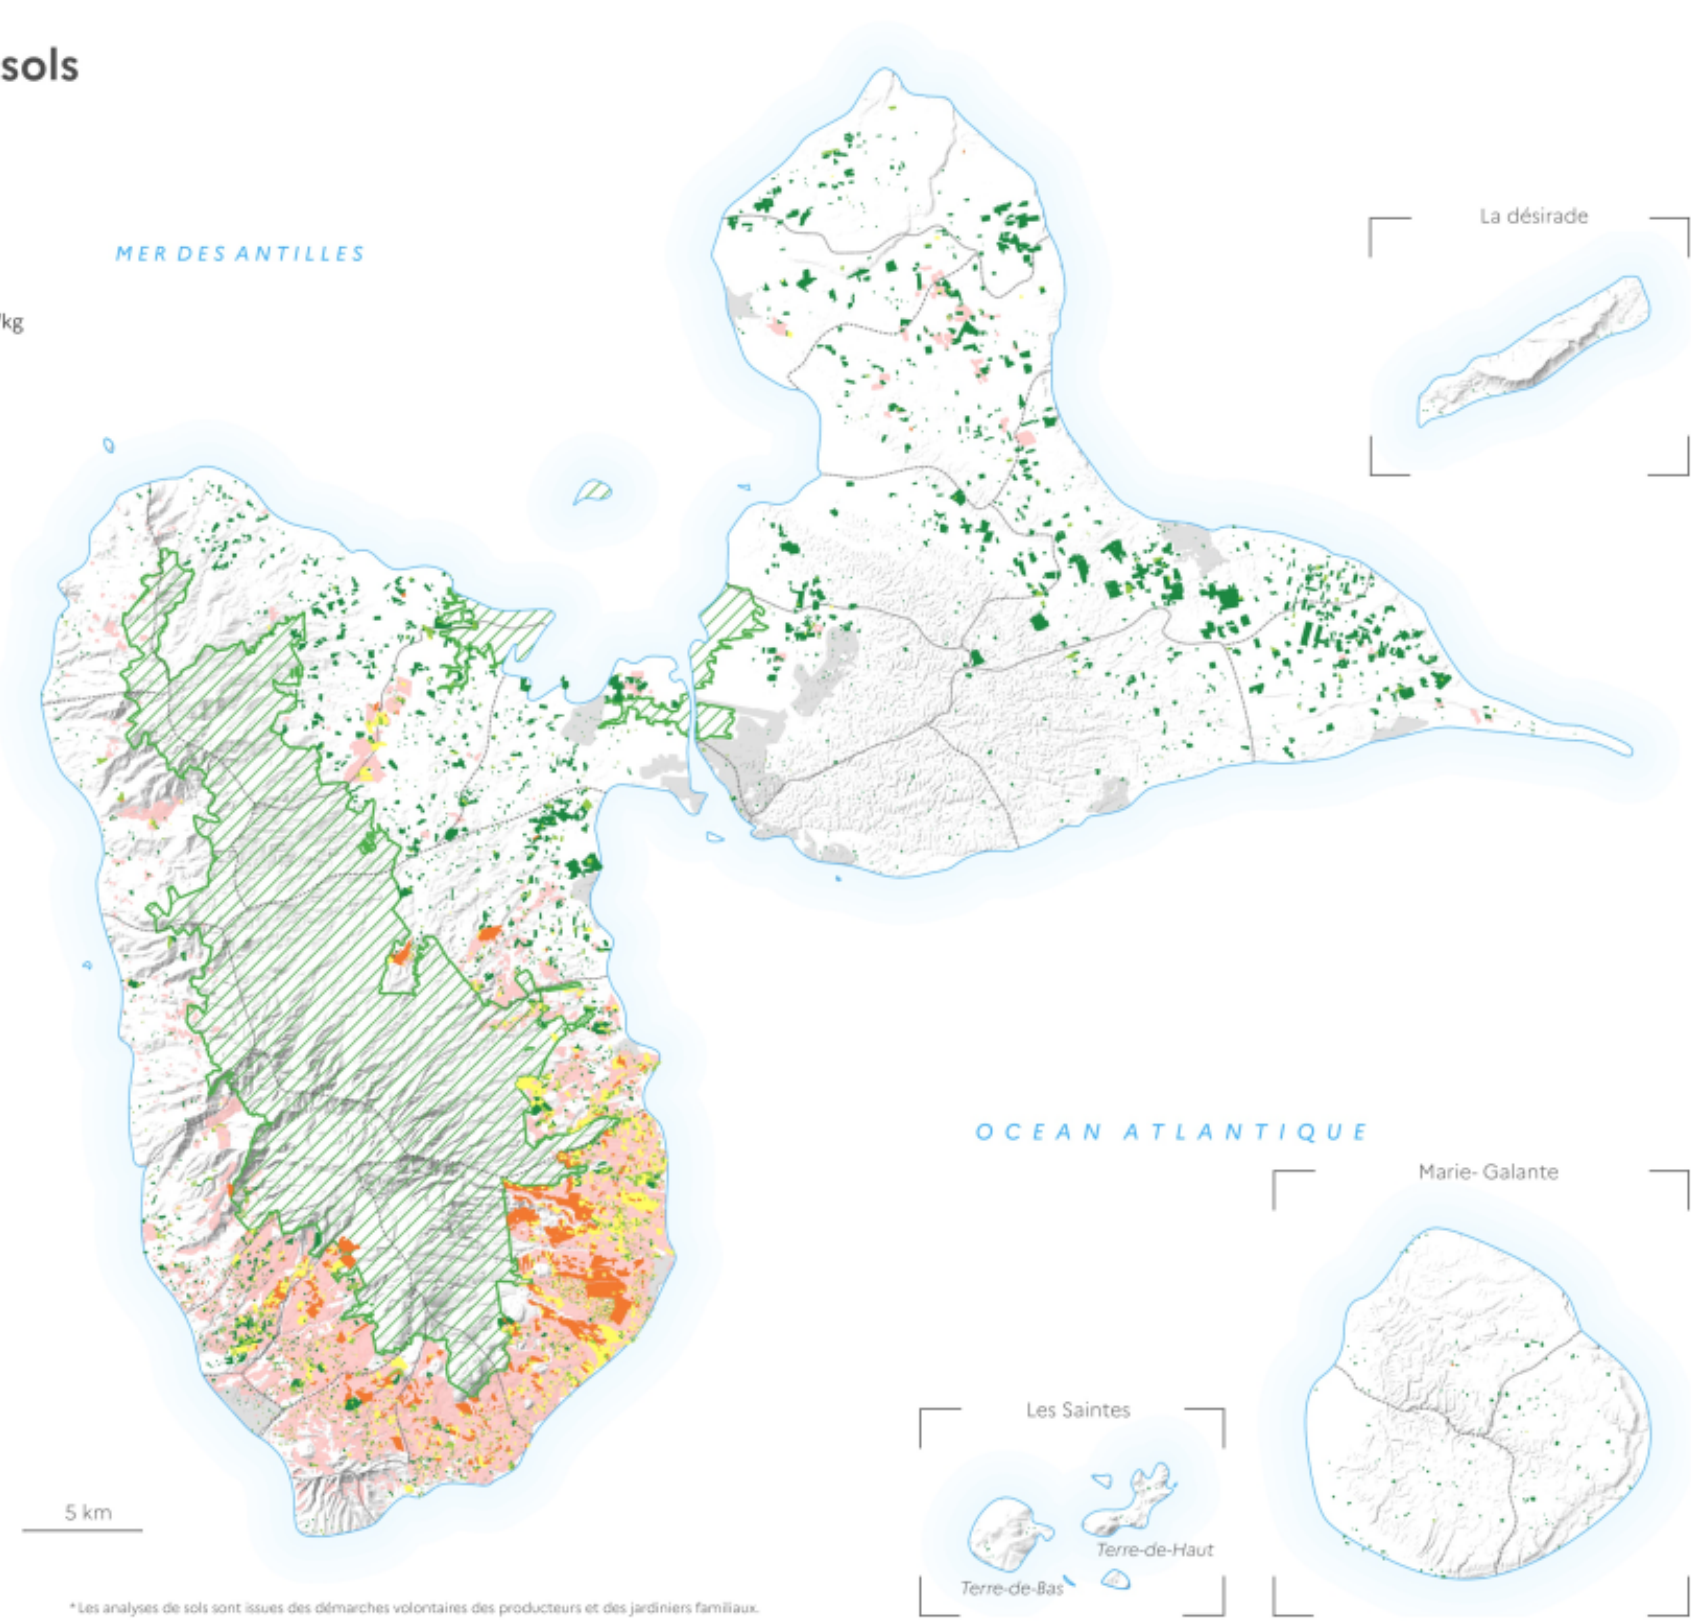 sols
MER DES ANTILLES
/kg
La désirade
OCEAN ATLANTIQUE
Marie- Galante
Les Saintes
Terre-de-Haut
Terre-de-Bas
5 km
*Les analyses de sols sont issues des démarches volontaires des producteurs et des jardiniers familiaux.